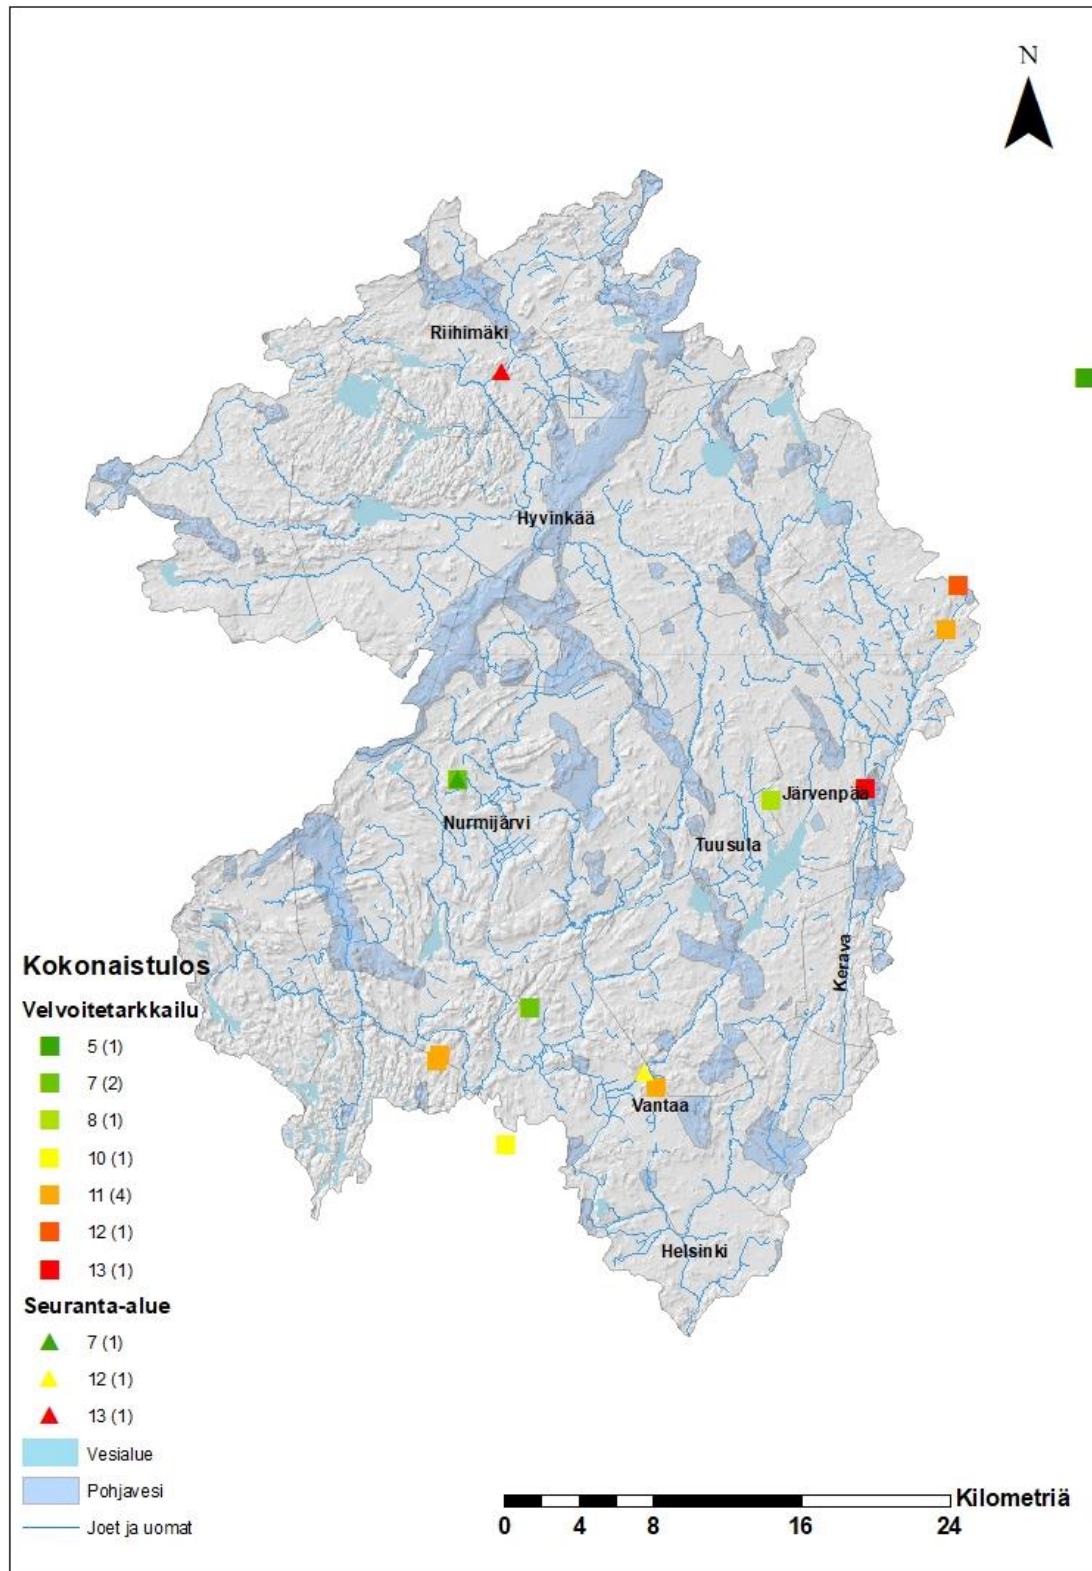 N
Riihimäki
Hyvinkää
Järvenpää
Nurmijärvi
Tuusula
Kerava
Vantaa
Helsinki
Kokonaistulos
Velvoitetarkkailu
5 (1)
7 (2)
8 (1)
10 (1)
11 (4)
12 (1)
13 (1)
Seuranta-alue
7 (1)
12 (1)
13 (1)
Vesialue
Pohjavesi
Joet ja uomat
Kilometriä
0 4 8 16 24